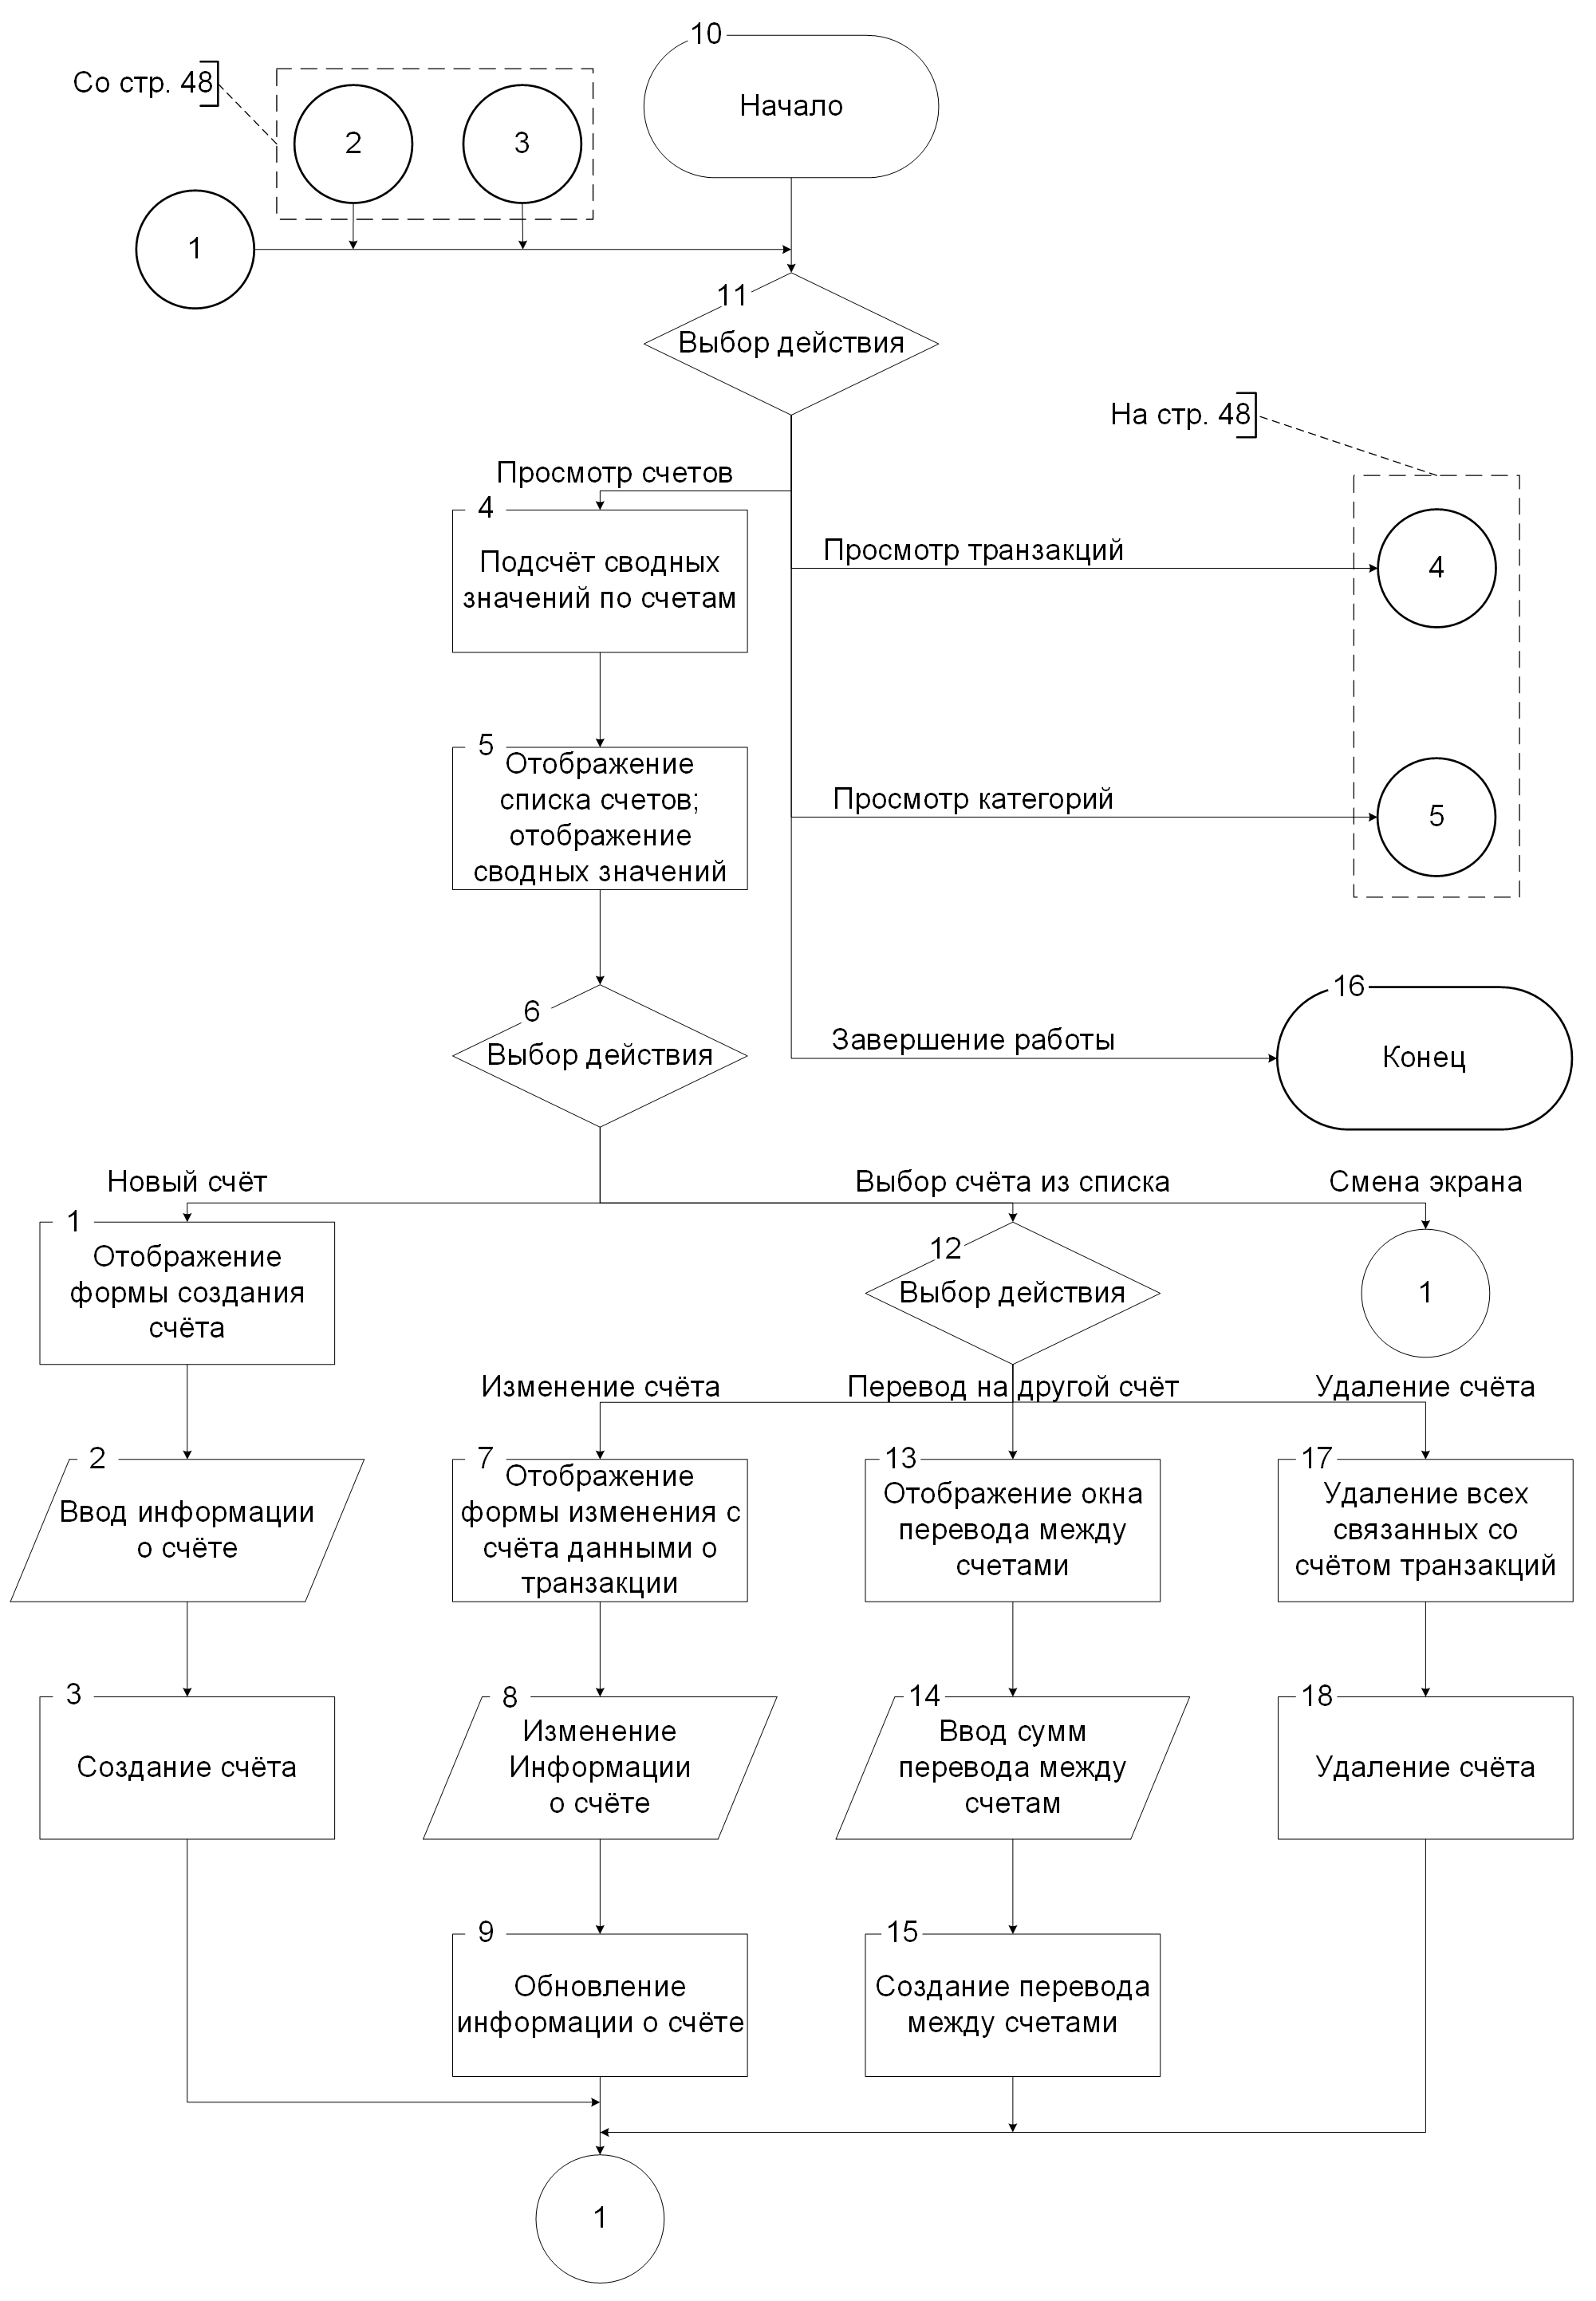 10
Начало
Со стр. 48
2
3
1
11
Выбор действия
На стр. 48
Просмотр счетов
4
Подсчёт сводных
значений по счетам
Просмотр транзакций
4
5
Отображение
списка счетов;
отображение
сводных значений
Просмотр категорий
5
6
Выбор действия
16
Завершение работы
Конец
Новый счёт
Выбор счёта из списка
Смена экрана
1
Отображение
формы создания
счёта
12
Выбор действия
1
Изменение счёта
Перевод на другой счёт
Удаление счёта
2
Ввод информации
о счёте
7
Отображение
формы изменения с
счёта данными о
транзакции
13
Отображение окна
перевода между
счетами
17
Удаление всех
связанных со
счётом транзакций
3
Создание счёта
8
Изменение
Информации
о счёте
14
Ввод сумм
перевода между
счетам
18
Удаление счёта
9
Обновление
информации о счёте
15
Создание перевода
между счетами
1